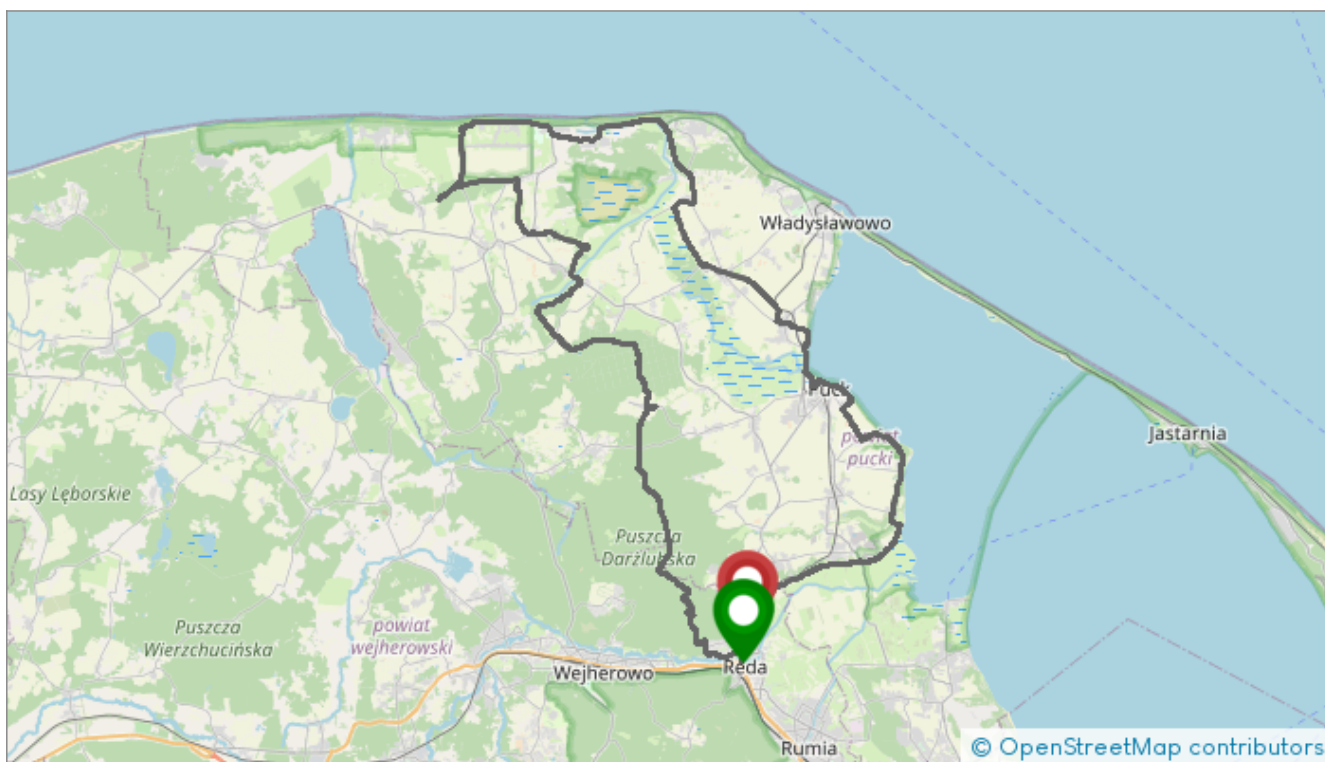 Władysławowo
Puck
powiat
pucki
Jastarnia
Lasy Lęborskie
Puszcza
Darżlubska
Puszcza
Wierzchucińska
powiat
wejherowski
Wejherowo
Reda
Rumia
© OpenStreetMap contributors